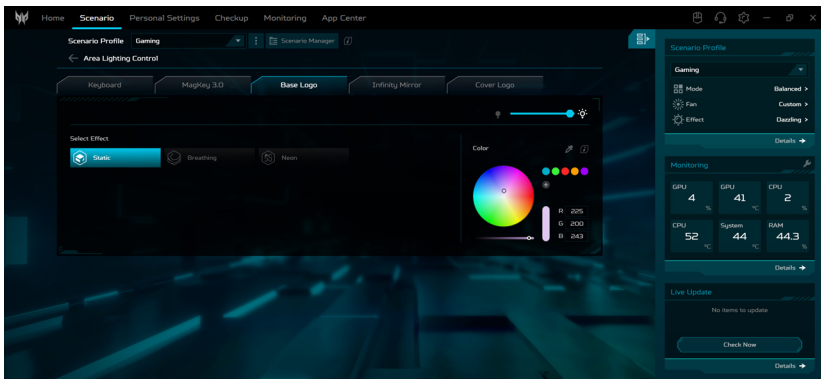 Home Scenario Personal Settings Checkup Monitoring App Center
Scenario Profile Gaming Scenario Manager
Area Lighting Control
Keyboard MagKey 3.0 Base Logo Infinity Mirror Cover Logo
Select Effect
Static Breathing Neon
Color
R 225
G 200
B 243
Scenario Profile
Gaming
Mode Balanced >
Fan Custom >
Effect Dazzling >
Details →
Monitoring
GPU 4 %
GPU 41 °C
CPU 2 %
CPU 52 °C
System 44 °C
RAM 44.3 %
Details →
Live Update
No items to update
Check Now
Details →